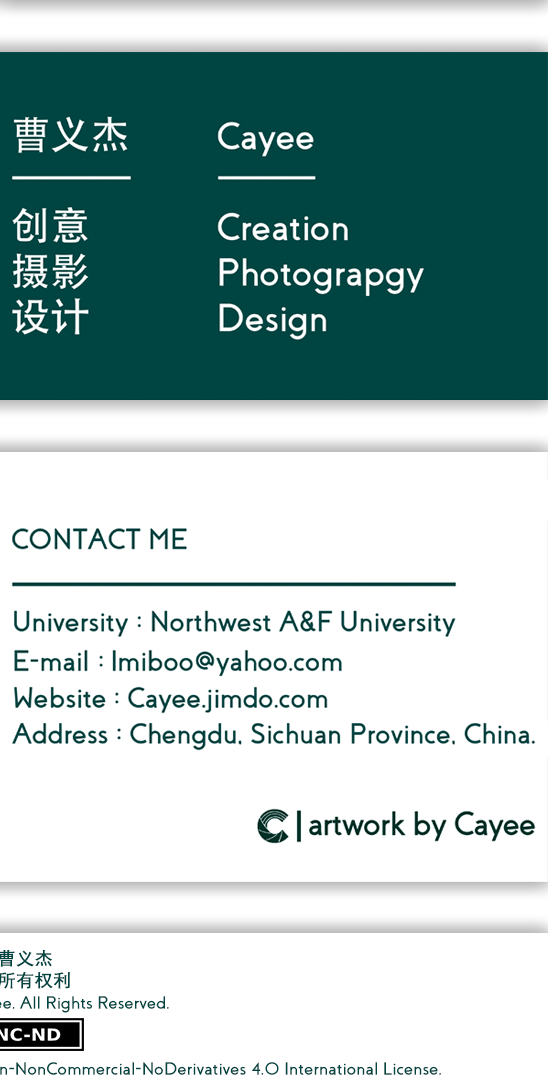 曹义杰 Cayee
创意 Creation
摄影 Photograpgy
设计 Design
CONTACT ME
University : Northwest A&F University
E-mail : lmiboo@yahoo.com
Website : Cayee.jimdo.com
Address : Chengdu, Sichuan Province, China.
C | artwork by Cayee
曹义杰
所有权利
ee. All Rights Reserved.
NC-ND
n-NonCommercial-NoDerivatives 4.0 International License.